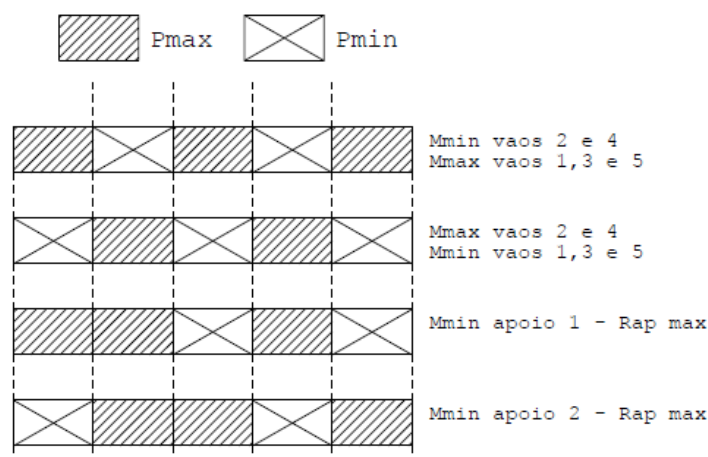 Pmax
Pmin
Mmin vaos 2 e 4
Mmax vaos 1,3 e 5
Mmax vaos 2 e 4
Mmin vaos 1,3 e 5
Mmin apoio 1 - Rap max
Mmin apoio 2 - Rap max